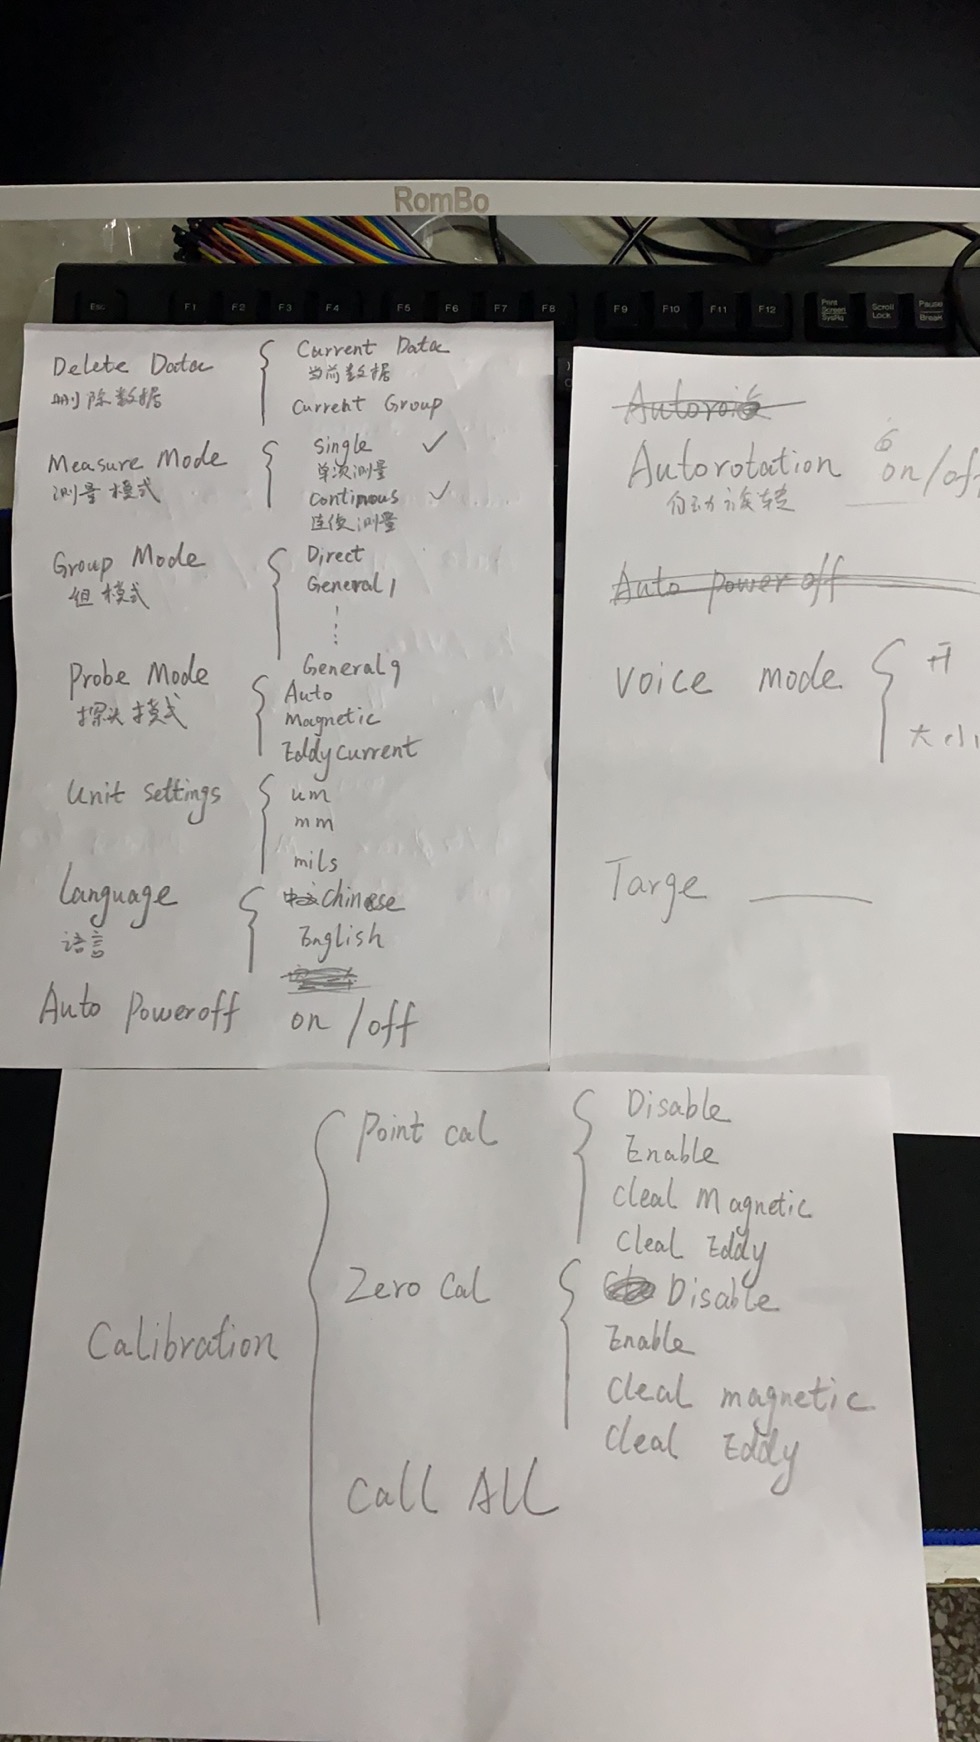 RomBo
Esc F1 F2 F3 F4 F5 F6 F7 F8 F9 F10 F11 F12 Print Screen SysRq Scroll Lock Pause Break
Delete Data
删除数据
Current Data
当前数据
Current Group
Measure Mode
测量模式
Single ✓
单次测量
Continous ✓
连续测量
Group Mode
组模式
Direct
General 1
⋮
General 9
Probe Mode
探头模式
Auto
Magnetic
Eddy current
Unit settings
um
mm
mils
Language
语言
中文 Chinese
English
Auto Poweroff on / off
Autorotation on / off
自动旋转
Auto power off
Voice mode
开
大小
Targe
Calibration
Point cal
Disable
Enable
Cleal Magnetic
Cleal Eddy
Zero Cal
Disable
Enable
Cleal magnetic
Cleal Eddy
Call All